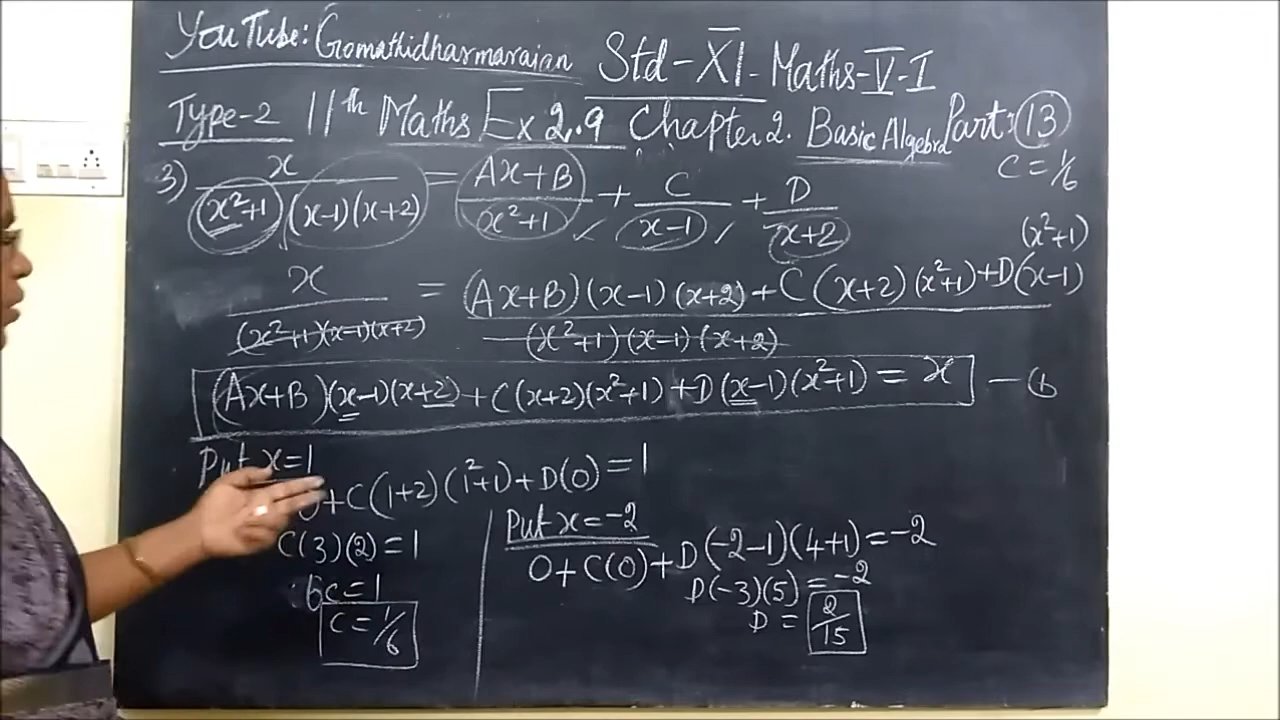 YouTube: Gomathidharmarajan Std-XI-Maths-V-I
Type-2 11th Maths Ex 2.9 Chapter 2. Basic Algebra Part: 13
C = 1/6
3) x/(x²+1)(x-1)(x+2) = Ax+B/x²+1 + C/x-1 + D/x+2
x/(x²+1)(x-1)(x+2) = (Ax+B)(x-1)(x+2)+C(x+2)(x²+1)+D(x-1)(x²+1)/(x²+1)(x-1)(x+2)
(Ax+B)(x-1)(x+2)+C(x+2)(x²+1)+D(x-1)(x²+1) = x
Put x=1
0+C(1+2)(1²+1)+D(0)=1
C(3)(2)=1
6C=1
C=1/6
Put x=-2
0+C(0)+D(-2-1)(4+1)=-2
D(-3)(5)=-2
D = 2/15